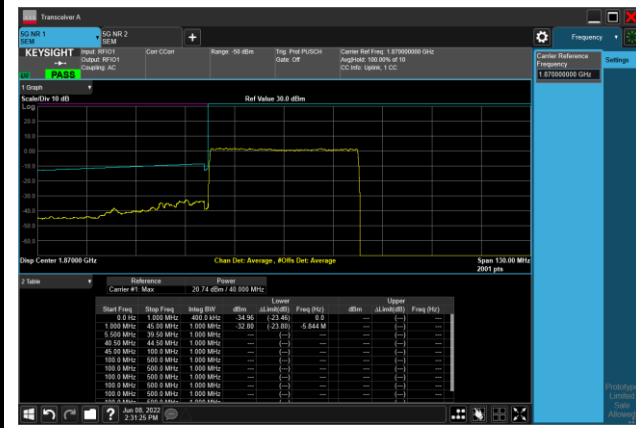 Transceiver A
5G NR 1
SEM
5G NR 2
SEM
Frequency
KEYSIGHT
PASS
Input: RFIO1
Output: RFIO1
Coupling: AC
Corr CCorr
Range: -50 dBm
Trig: Prot PUSCH
Gate: Off
Carrier Ref Freq: 1.870000000 GHz
Avg|Hold: 100.00% of 10
CC Info: Uplink, 1 CC
Carrier Reference
Frequency
1.870000000 GHz
Settings
1 Graph
Scale/Div 10 dB
Ref Value 30.0 dBm
Log
20.0
10.0
0.00
-10.0
-20.0
-30.0
-40.0
-50.0
-60.0
Disp Center 1.87000 GHz
Chan Det: Average , #Offs Det: Average
Span 130.00 MHz
2001 pts
2 Table
Reference Power
Carrier #1: Max 20.74 dBm / 40.000 MHz
Lower Upper
Start Freq Stop Freq Integ BW dBm ΔLimit(dB) Freq (Hz) dBm ΔLimit(dB) Freq (Hz)
0.0 Hz 1.000 MHz 400.0 kHz -34.96 (-23.46) 0.0 --- (---) ---
1.000 MHz 45.00 MHz 1.000 MHz -32.80 (-23.80) -5.844 M --- (---) ---
5.500 MHz 39.50 MHz 1.000 MHz --- (---) --- --- (---) ---
40.50 MHz 44.50 MHz 1.000 MHz --- (---) --- --- (---) ---
45.00 MHz 100.0 MHz 1.000 MHz --- (---) --- --- (---) ---
100.0 MHz 500.0 MHz 1.000 MHz --- (---) --- --- (---) ---
100.0 MHz 500.0 MHz 1.000 MHz --- (---) --- --- (---) ---
100.0 MHz 500.0 MHz 1.000 MHz --- (---) --- --- (---) ---
100.0 MHz 500.0 MHz 1.000 MHz --- (---) --- --- (---) ---
100.0 MHz 500.0 MHz 1.000 MHz --- (---) --- --- (---) ---
Jun 08, 2022
2:31:25 PM
Prototype
Limited
Sale
Allowed